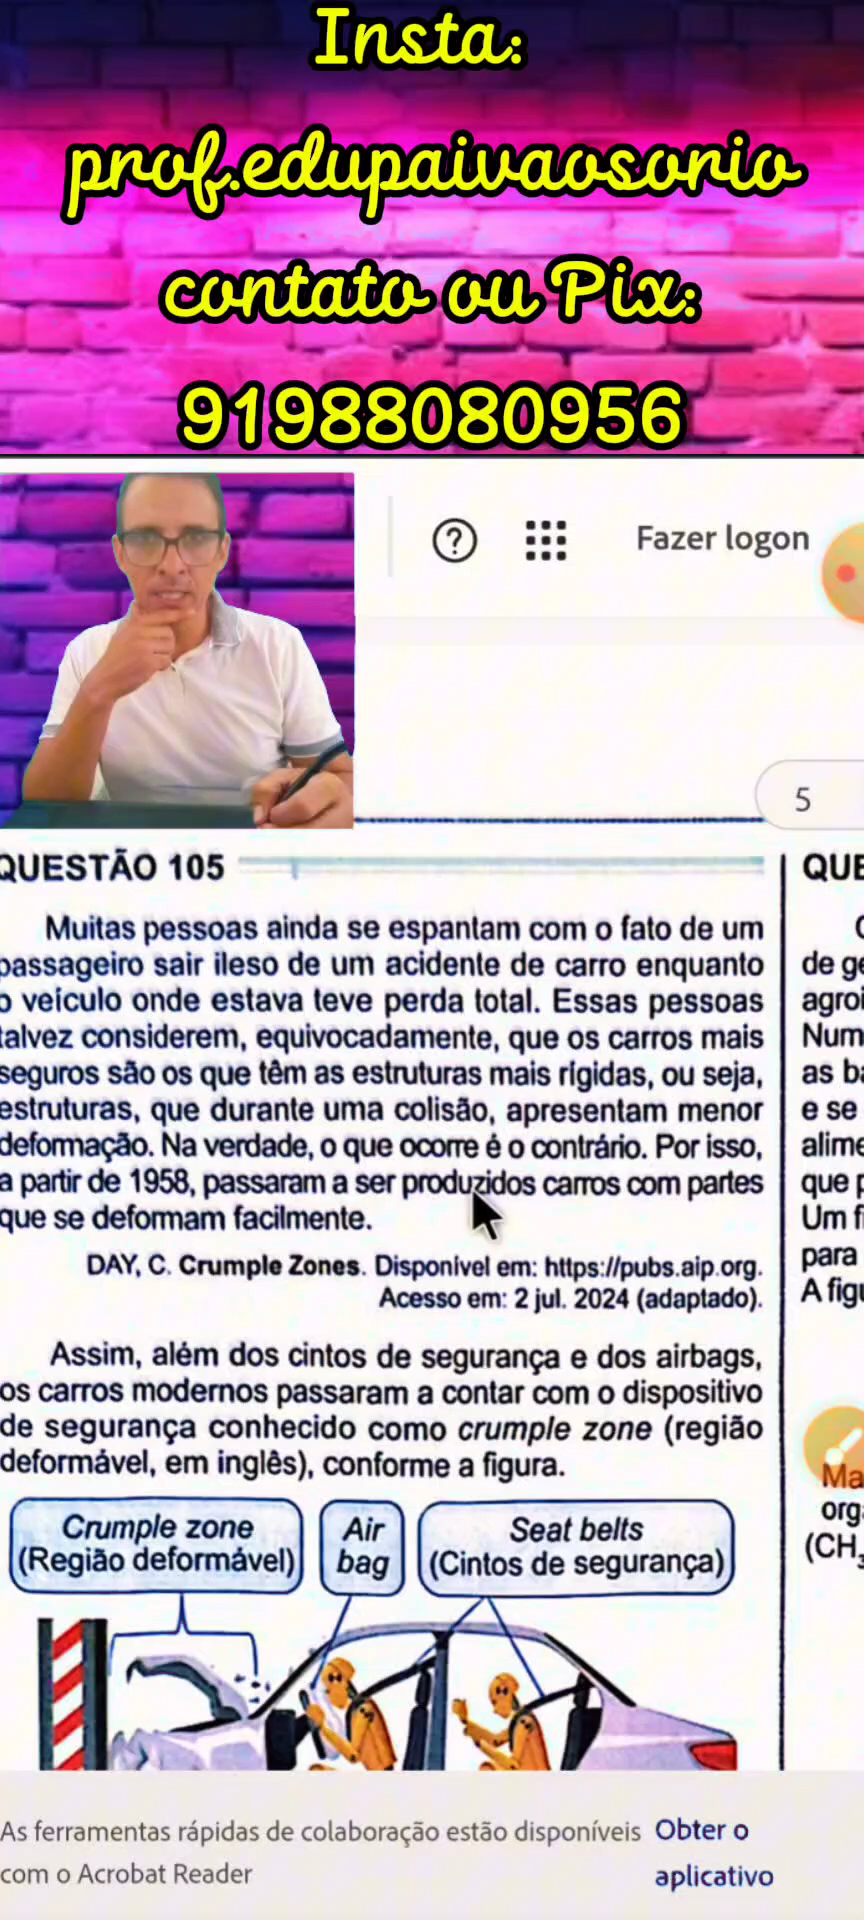 Insta:
prof.edupaivaosorio
contato ou Pix:
91988080956
?
Fazer logon
5
QUESTÃO 105
Muitas pessoas ainda se espantam com o fato de um
passageiro sair ileso de um acidente de carro enquanto
o veículo onde estava teve perda total. Essas pessoas
talvez considerem, equivocadamente, que os carros mais
seguros são os que têm as estruturas mais rígidas, ou seja,
estruturas, que durante uma colisão, apresentam menor
deformação. Na verdade, o que ocorre é o contrário. Por isso,
a partir de 1958, passaram a ser produzidos carros com partes
que se deformam facilmente.
DAY, C. Crumple Zones. Disponível em: https://pubs.aip.org.
Acesso em: 2 jul. 2024 (adaptado).
Assim, além dos cintos de segurança e dos airbags,
os carros modernos passaram a contar com o dispositivo
de segurança conhecido como crumple zone (região
deformável, em inglês), conforme a figura.
Crumple zone
(Região deformável)
Air
bag
Seat belts
(Cintos de segurança)
QUE
de ge
agroi
Num
as ba
e se
alime
que p
Um fi
para
A figu
Ma
org
(CH3
As ferramentas rápidas de colaboração estão disponíveis
com o Acrobat Reader
Obter o
aplicativo